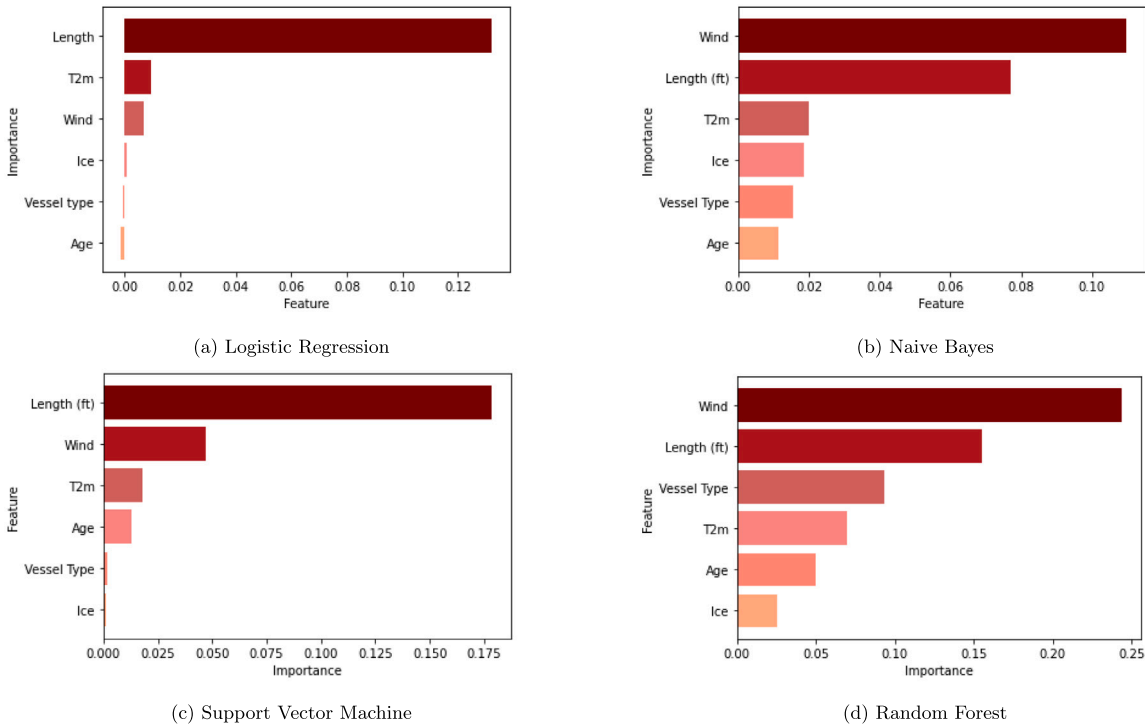 Importance
Length
T2m
Wind
Ice
Vessel type
Age
0.00 0.02 0.04 0.06 0.08 0.10 0.12
Feature
(a) Logistic Regression
Importance
Wind
Length (ft)
T2m
Ice
Vessel Type
Age
0.00 0.02 0.04 0.06 0.08 0.10
Feature
(b) Naive Bayes
Feature
Length (ft)
Wind
T2m
Age
Vessel Type
Ice
0.000 0.025 0.050 0.075 0.100 0.125 0.150 0.175
Importance
(c) Support Vector Machine
Feature
Wind
Length (ft)
Vessel Type
T2m
Age
Ice
0.00 0.05 0.10 0.15 0.20 0.25
Importance
(d) Random Forest